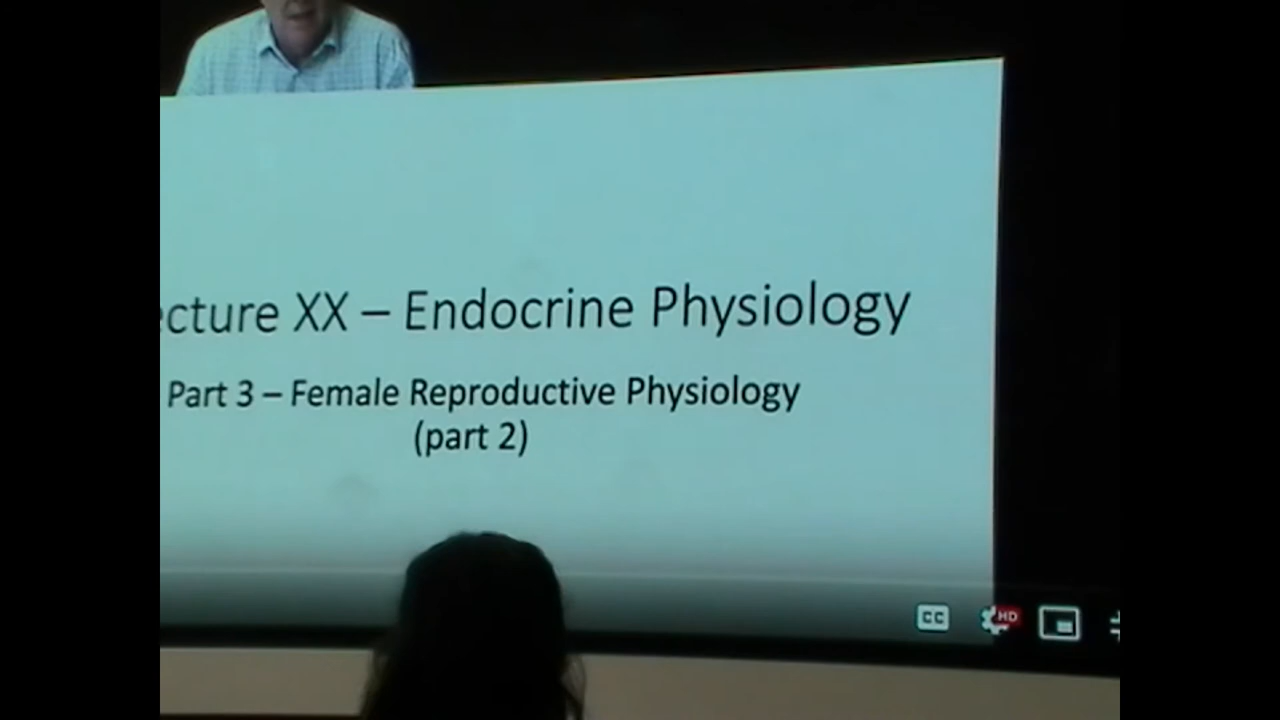 ecture XX – Endocrine Physiology
Part 3 – Female Reproductive Physiology
(part 2)
CC
HD